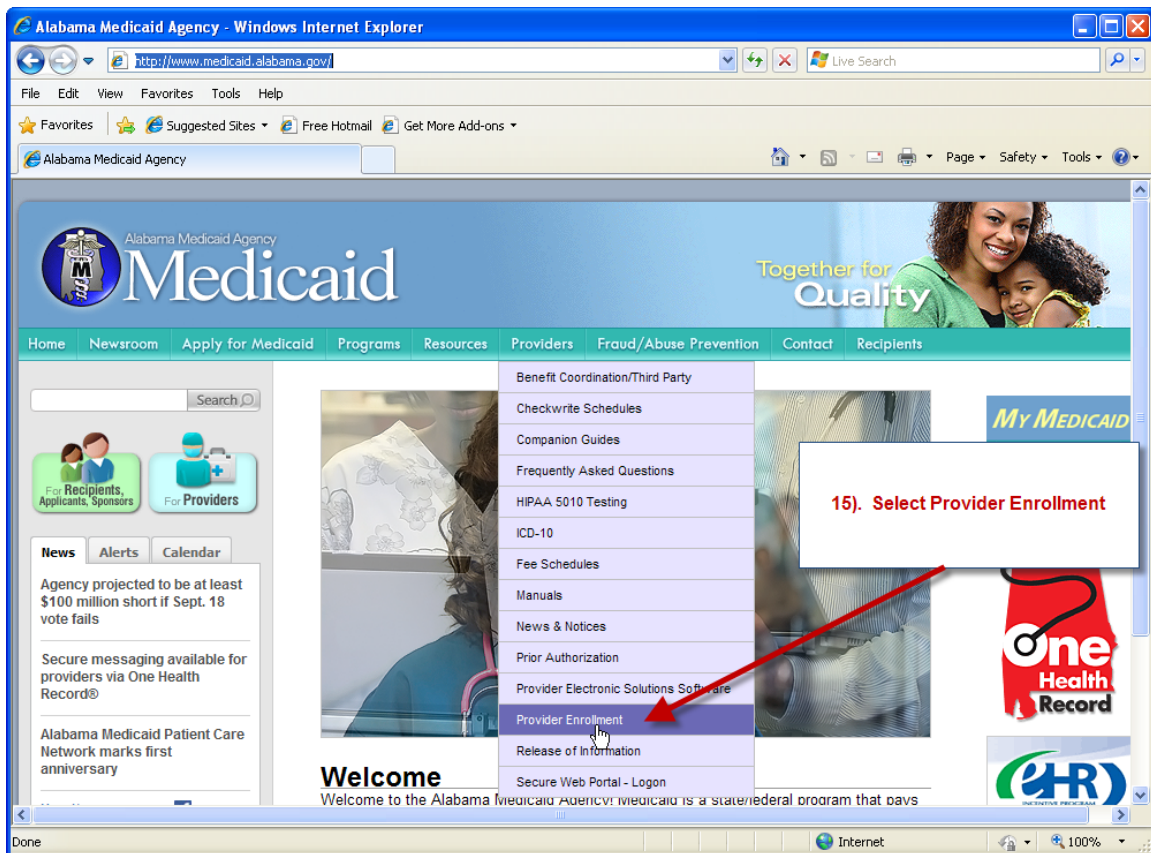 Alabama Medicaid Agency - Windows Internet Explorer
http://www.medicaid.alabama.gov/
Live Search
File Edit View Favorites Tools Help
Favorites Suggested Sites Free Hotmail Get More Add-ons
Alabama Medicaid Agency
Page Safety Tools
Alabama Medicaid Agency
Medicaid
M
Together for
Quality
Home Newsroom Apply for Medicaid Programs Resources Providers Fraud/Abuse Prevention Contact Recipients
Search
For Recipients,
Applicants, Sponsors
For Providers
News Alerts Calendar
Agency projected to be at least
$100 million short if Sept. 18
vote fails
Secure messaging available for
providers via One Health
Record®
Alabama Medicaid Patient Care
Network marks first
anniversary
Benefit Coordination/Third Party
Checkwrite Schedules
Companion Guides
Frequently Asked Questions
HIPAA 5010 Testing
ICD-10
Fee Schedules
Manuals
News & Notices
Prior Authorization
Provider Electronic Solutions Software
Provider Enrollment
Release of Information
Secure Web Portal - Logon
Welcome
Welcome to the Alabama Medicaid Agency! Medicaid is a state/federal program that pays
MY MEDICAID
15). Select Provider Enrollment
One
Health
Record
eHR
INCENTIVE PROGRAM
Done
Internet
100%